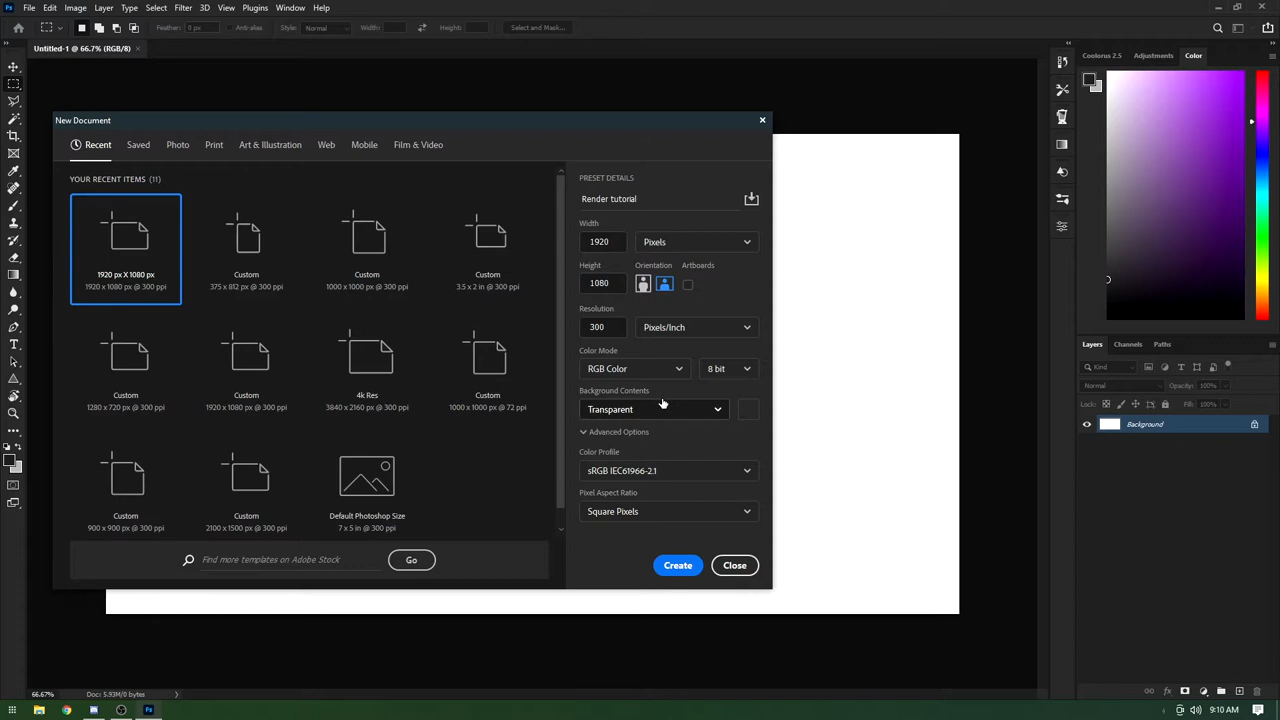 Ps File Edit Image Layer Type Select Filter 3D View Plugins Window Help
Feather: 0 px Anti-alias Style: Normal Width: Height: Select and Mask...
Untitled-1 @ 66.7% (RGB/8) ×
Coolorus 2.5 Adjustments Color
New Document
Recent Saved Photo Print Art & Illustration Web Mobile Film & Video
YOUR RECENT ITEMS (11)
1920 px X 1080 px
1920 x 1080 px @ 300 ppi
Custom
375 x 812 px @ 300 ppi
Custom
1000 x 1000 px @ 300 ppi
Custom
3.5 x 2 in @ 300 ppi
Custom
1280 x 720 px @ 300 ppi
Custom
1920 x 1080 px @ 300 ppi
4k Res
3840 x 2160 px @ 300 ppi
Custom
1000 x 1000 px @ 72 ppi
Custom
900 x 900 px @ 300 ppi
Custom
2100 x 1500 px @ 300 ppi
Default Photoshop Size
7 x 5 in @ 300 ppi
Find more templates on Adobe Stock
Go
PRESET DETAILS
Render tutorial
Width
1920 Pixels
Height Orientation Artboards
1080
Resolution
300 Pixels/Inch
Color Mode
RGB Color 8 bit
Background Contents
Transparent
Advanced Options
Color Profile
sRGB IEC61966-2.1
Pixel Aspect Ratio
Square Pixels
Create Close
Layers Channels Paths
Kind
Normal Opacity: 100%
Lock: Fill: 100%
Background
66.67% Doc: 5.93M/0 bytes
Ps 9:10 AM